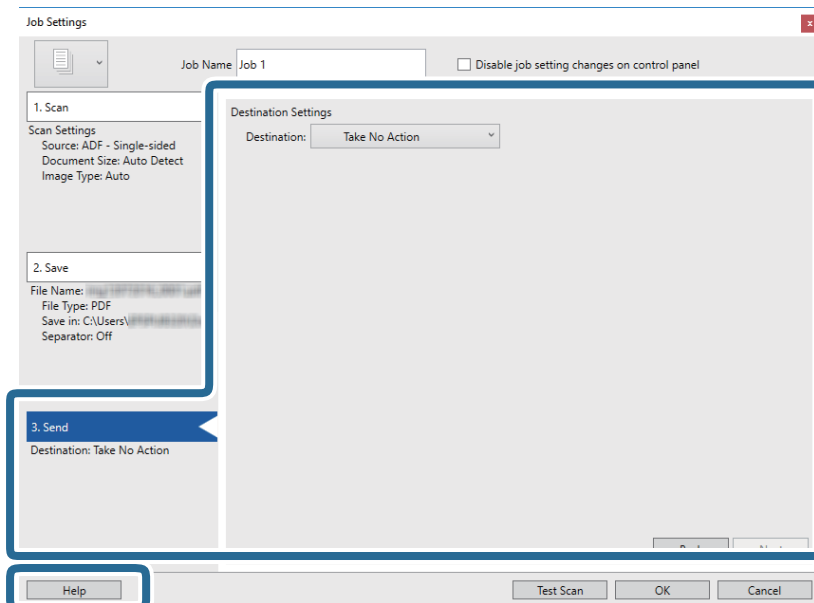 Job Settings
x
Job Name Job 1
Disable job setting changes on control panel
1. Scan
Scan Settings
Source: ADF - Single-sided
Document Size: Auto Detect
Image Type: Auto
2. Save
File Name:
File Type: PDF
Save in: C:\Users\
Separator: Off
3. Send
Destination: Take No Action
Destination Settings
Destination: Take No Action
Help
Test Scan
OK
Cancel